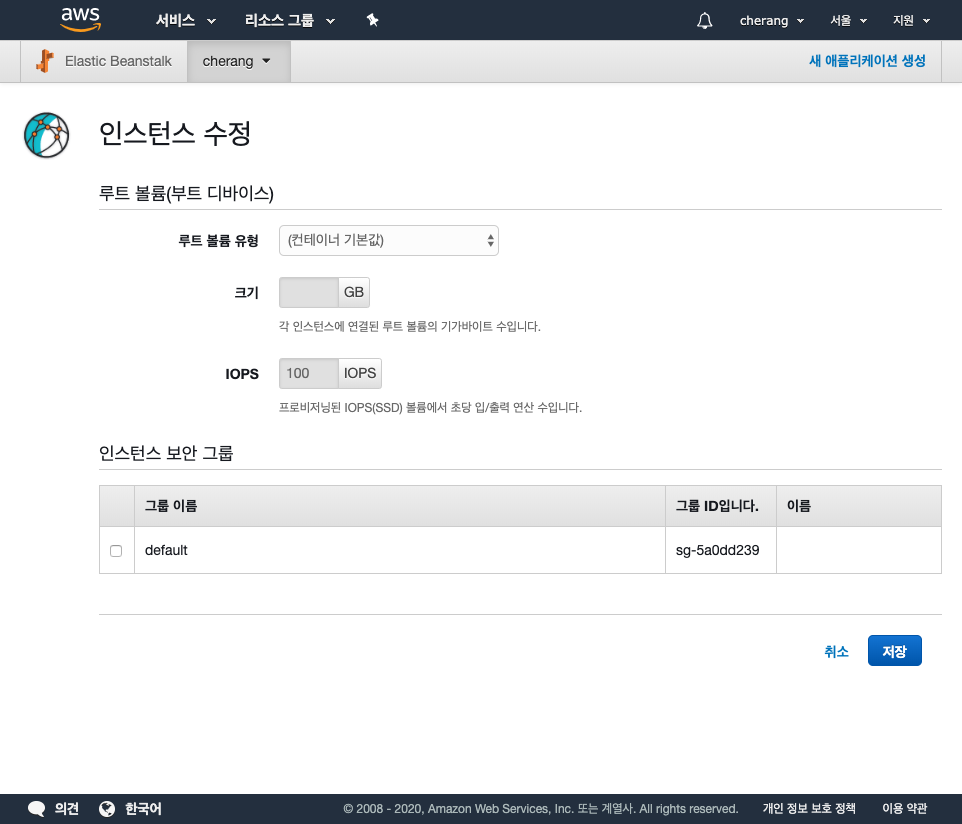 aws 서비스 리소스 그룹 cherang 서울 지원
Elastic Beanstalk cherang 새 애플리케이션 생성
인스턴스 수정
루트 볼륨(부트 디바이스)
루트 볼륨 유형 (컨테이너 기본값)
크기 GB
각 인스턴스에 연결된 루트 볼륨의 기가바이트 수입니다.
IOPS 100 IOPS
프로비저닝된 IOPS(SSD) 볼륨에서 초당 입/출력 연산 수입니다.
인스턴스 보안 그룹
그룹 이름 그룹 ID입니다. 이름
default sg-5a0dd239
취소 저장
의견 한국어 © 2008 - 2020, Amazon Web Services, Inc. 또는 계열사. All rights reserved. 개인 정보 보호 정책 이용 약관